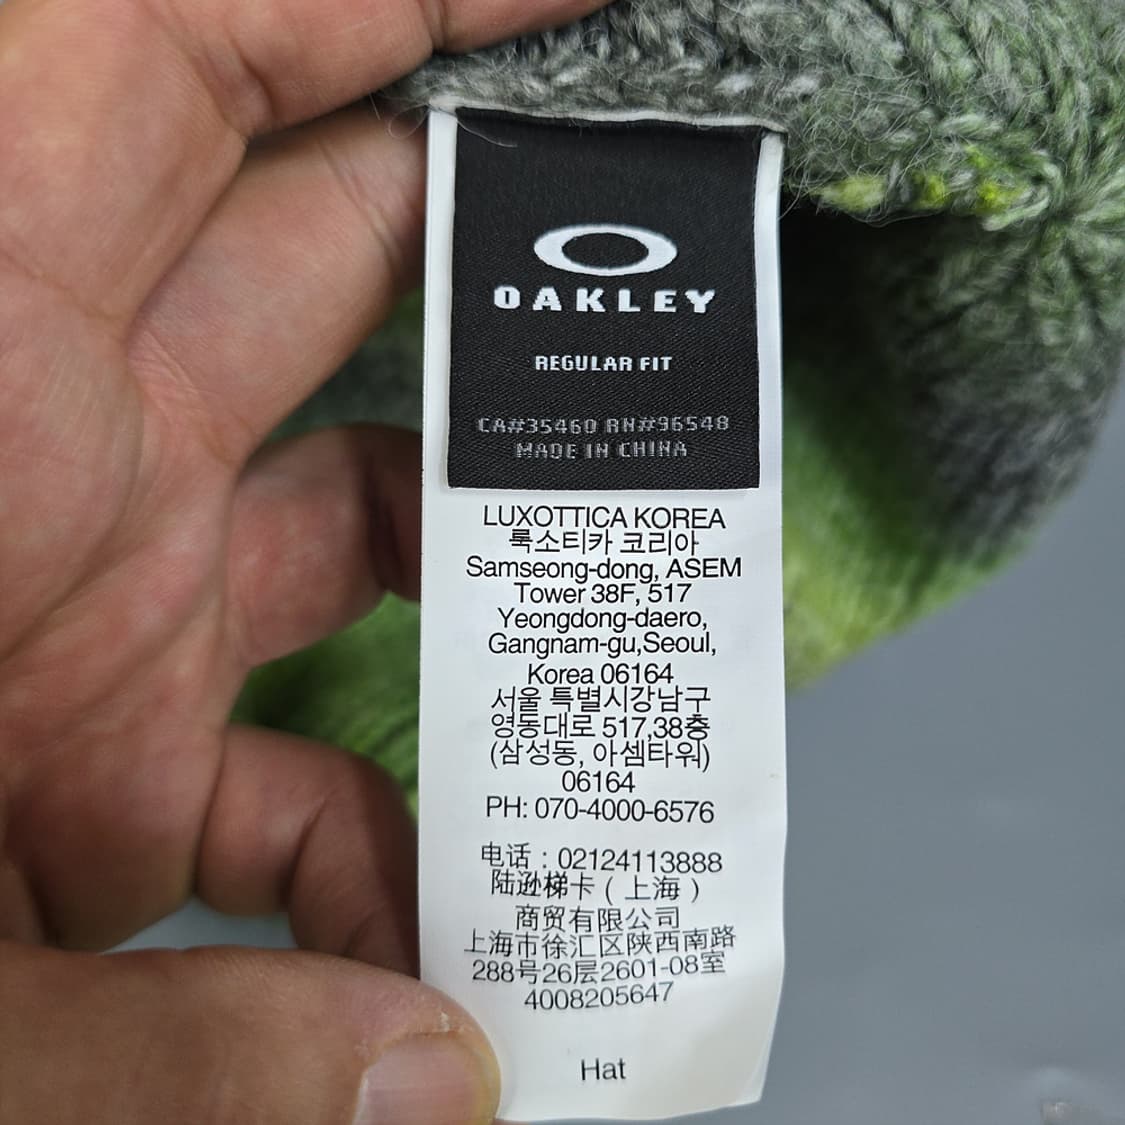 OAKLEY
REGULAR FIT
CA#35460 RN#96548
MADE IN CHINA
LUXOTTICA KOREA
룩소티카 코리아
Samseong-dong, ASEM
Tower 38F, 517
Yeongdong-daero,
Gangnam-gu,Seoul,
Korea 06164
서울 특별시강남구
영동대로 517,38층
(삼성동, 아셈타워)
06164
PH: 070-4000-6576
电话 : 02124113888
陆逊梯卡 ( 上海 )
商贸有限公司
上海市徐汇区陕西南路
288号26层2601-08室
4008205647
Hat